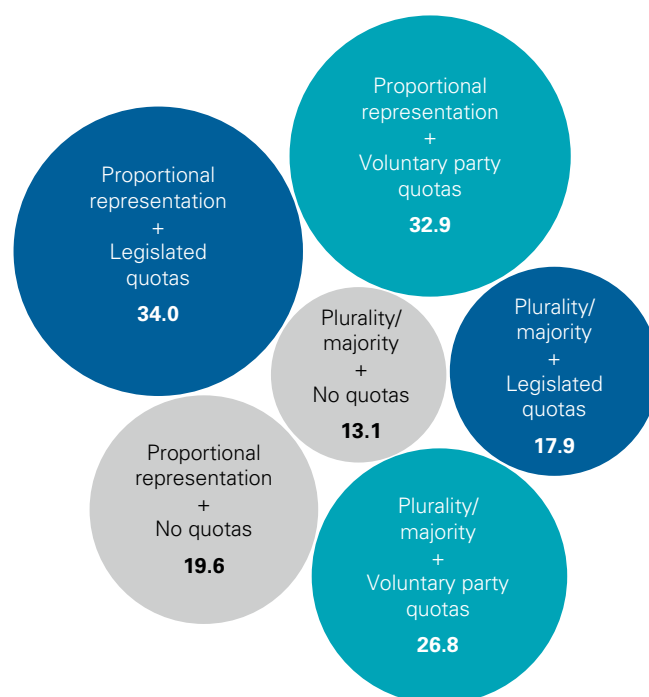 Proportional
representation
+
Voluntary party
quotas
32.9
Proportional
representation
+
Legislated
quotas
34.0
Plurality/
majority
+
Legislated
quotas
17.9
Plurality/
majority
+
No quotas
13.1
Proportional
representation
+
No quotas
19.6
Plurality/
majority
+
Voluntary party
quotas
26.8